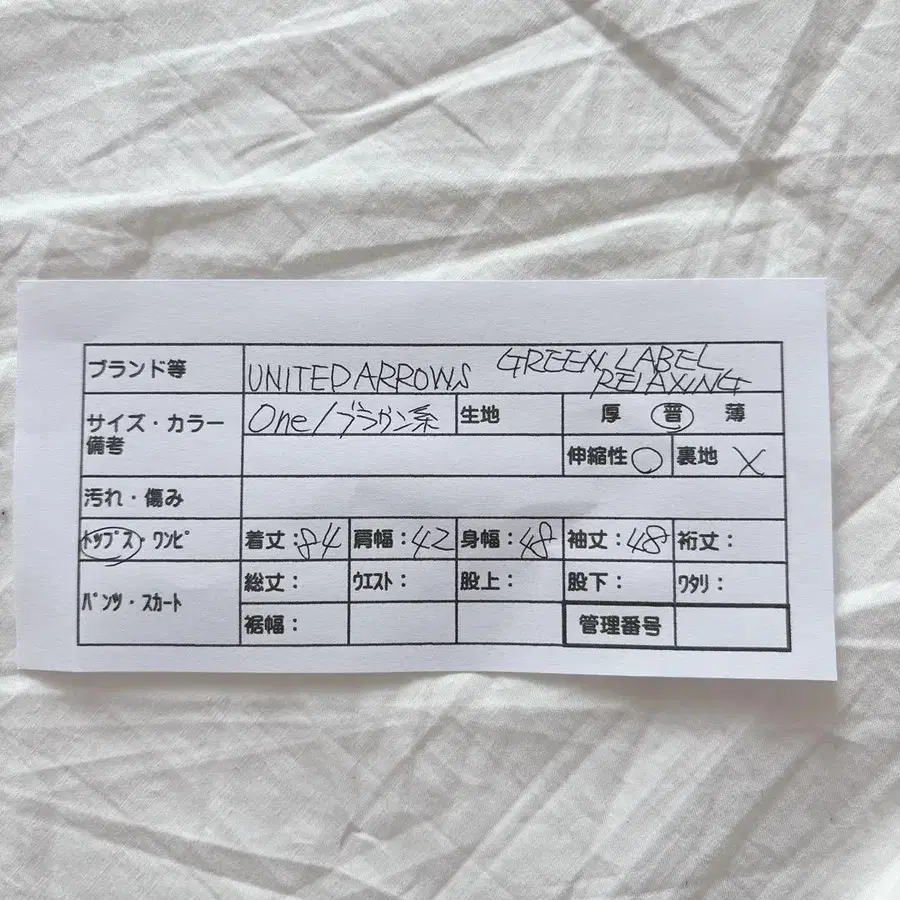 ブランド等 UNITED ARROWS GREEN LABEL
RELAXING
サイズ・カラー One/ブラウン系 生地 厚 普 薄
備考 伸縮性 ○ 裏地 ×
汚れ・傷み
トップス・ワンピ 着丈:84 肩幅:42 身幅:48 袖丈:48 裄丈:
パンツ・スカート 総丈: ウエスト: 股上: 股下: ワタリ:
裾幅: 管理番号